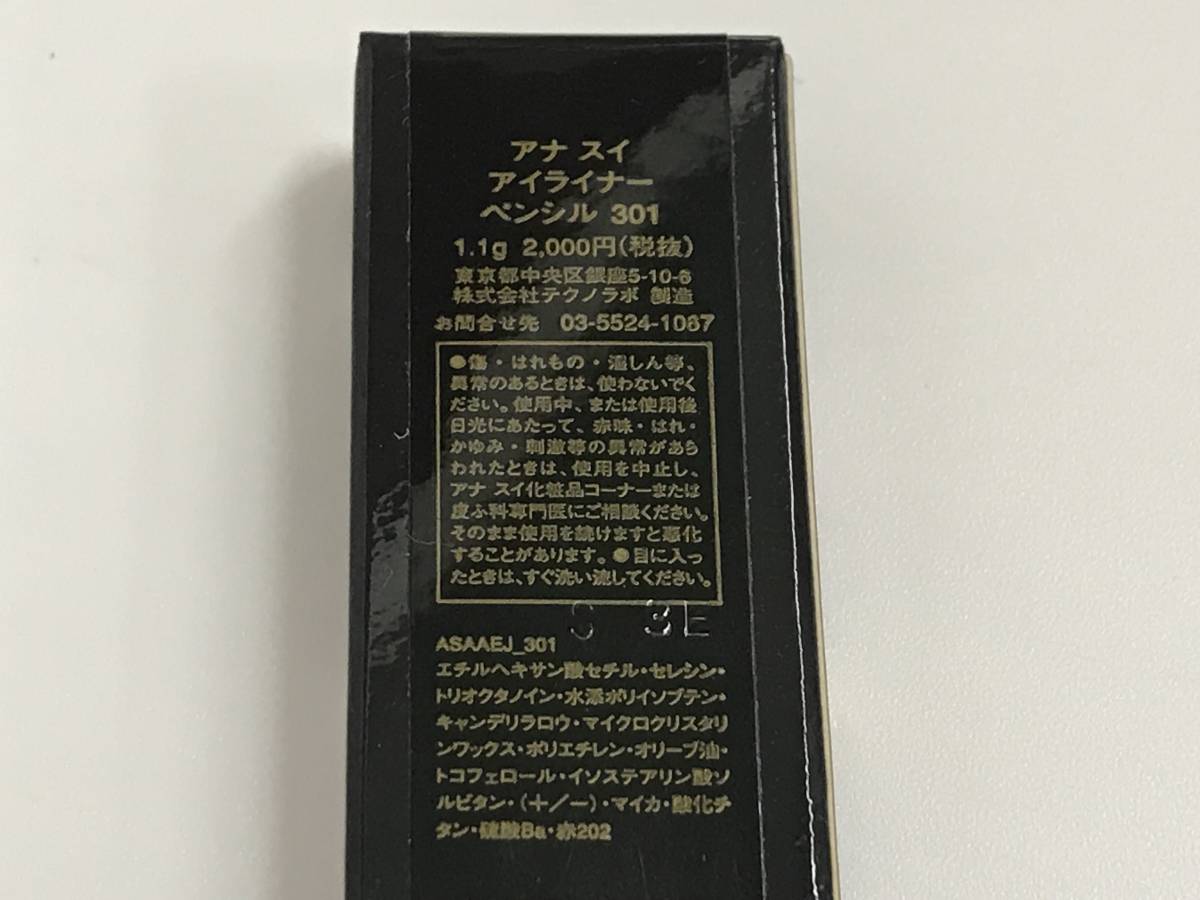 アナ スイ
アイライナー
ペンシル 301
1.1g 2,000円(税抜)
東京都中央区銀座5-10-6
株式会社テクノラボ 製造
お問合せ先 03-5524-1067
●傷・はれもの・湿しん等、
異常のあるときは、使わないでく
ださい。使用中、または使用後
日光にあたって、赤味・はれ・
かゆみ・刺激等の異常があら
われたときは、使用を中止し、
アナ スイ化粧品コーナーまたは
皮ふ科専門医にご相談ください。
そのまま使用を続けますと悪化
することがあります。●目に入っ
たときは、すぐ洗い流してください。
3E
ASAAEJ_301
エチルヘキサン酸セチル・セレシン・
トリオクタノイン・水添ポリイソブテン・
キャンデリラロウ・マイクロクリスタリ
ンワックス・ポリエチレン・オリーブ油・
トコフェロール・イソステアリン酸ソ
ルビタン・(+/-)・マイカ・酸化チ
タン・硫酸Ba・赤202